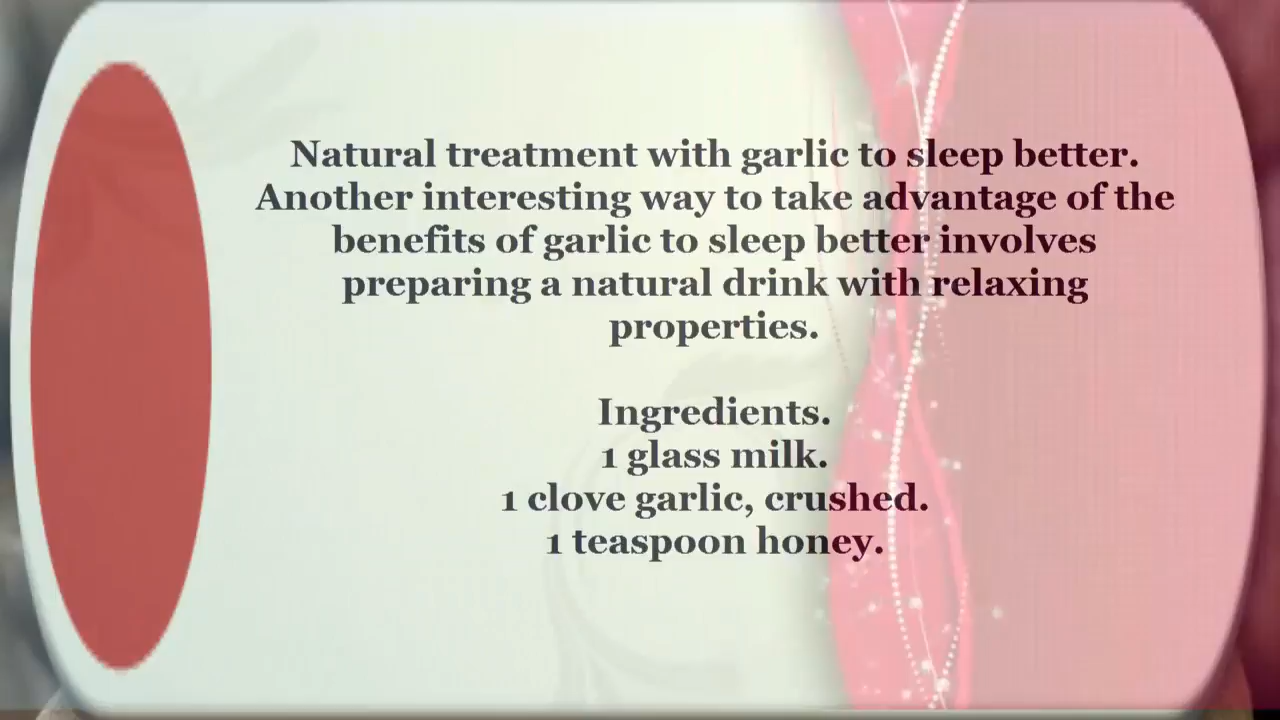 Natural treatment with garlic to sleep better.
Another interesting way to take advantage of the
benefits of garlic to sleep better involves
preparing a natural drink with relaxing
properties.
Ingredients.
1 glass milk.
1 clove garlic, crushed.
1 teaspoon honey.